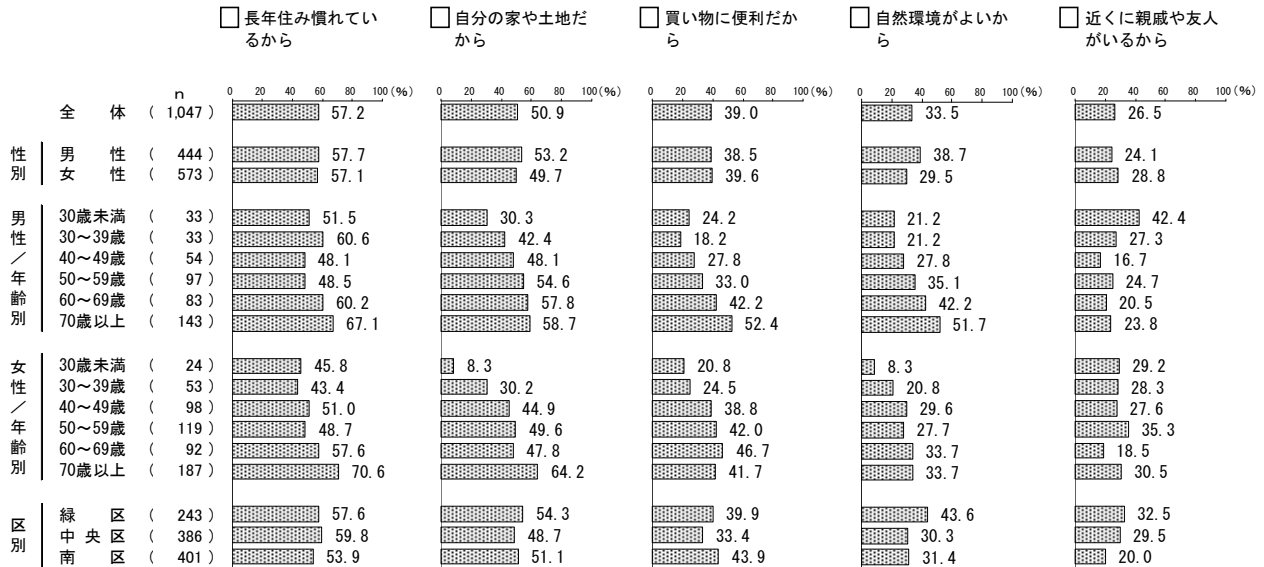 □ 長年住み慣れているから □ 自分の家や土地だから □ 買い物に便利だから □ 自然環境がよいから □ 近くに親戚や友人がいるから
n 0 20 40 60 80 100(%) 0 20 40 60 80 100(%) 0 20 40 60 80 100(%) 0 20 40 60 80 100(%) 0 20 40 60 80 100(%)
全体 ( 1,047 ) 57.2 50.9 39.0 33.5 26.5
性別
男性 ( 444 ) 57.7 53.2 38.5 38.7 24.1
女性 ( 573 ) 57.1 49.7 39.6 29.5 28.8
男性/年齢別
30歳未満 ( 33 ) 51.5 30.3 24.2 21.2 42.4
30~39歳 ( 33 ) 60.6 42.4 18.2 21.2 27.3
40~49歳 ( 54 ) 48.1 48.1 27.8 27.8 16.7
50~59歳 ( 97 ) 48.5 54.6 33.0 35.1 24.7
60~69歳 ( 83 ) 60.2 57.8 42.2 42.2 20.5
70歳以上 ( 143 ) 67.1 58.7 52.4 51.7 23.8
女性/年齢別
30歳未満 ( 24 ) 45.8 8.3 20.8 8.3 29.2
30~39歳 ( 53 ) 43.4 30.2 24.5 20.8 28.3
40~49歳 ( 98 ) 51.0 44.9 38.8 29.6 27.6
50~59歳 ( 119 ) 48.7 49.6 42.0 27.7 35.3
60~69歳 ( 92 ) 57.6 47.8 46.7 33.7 18.5
70歳以上 ( 187 ) 70.6 64.2 41.7 33.7 30.5
区別
緑区 ( 243 ) 57.6 54.3 39.9 43.6 32.5
中央区 ( 386 ) 59.8 48.7 33.4 30.3 29.5
南区 ( 401 ) 53.9 51.1 43.9 31.4 20.0